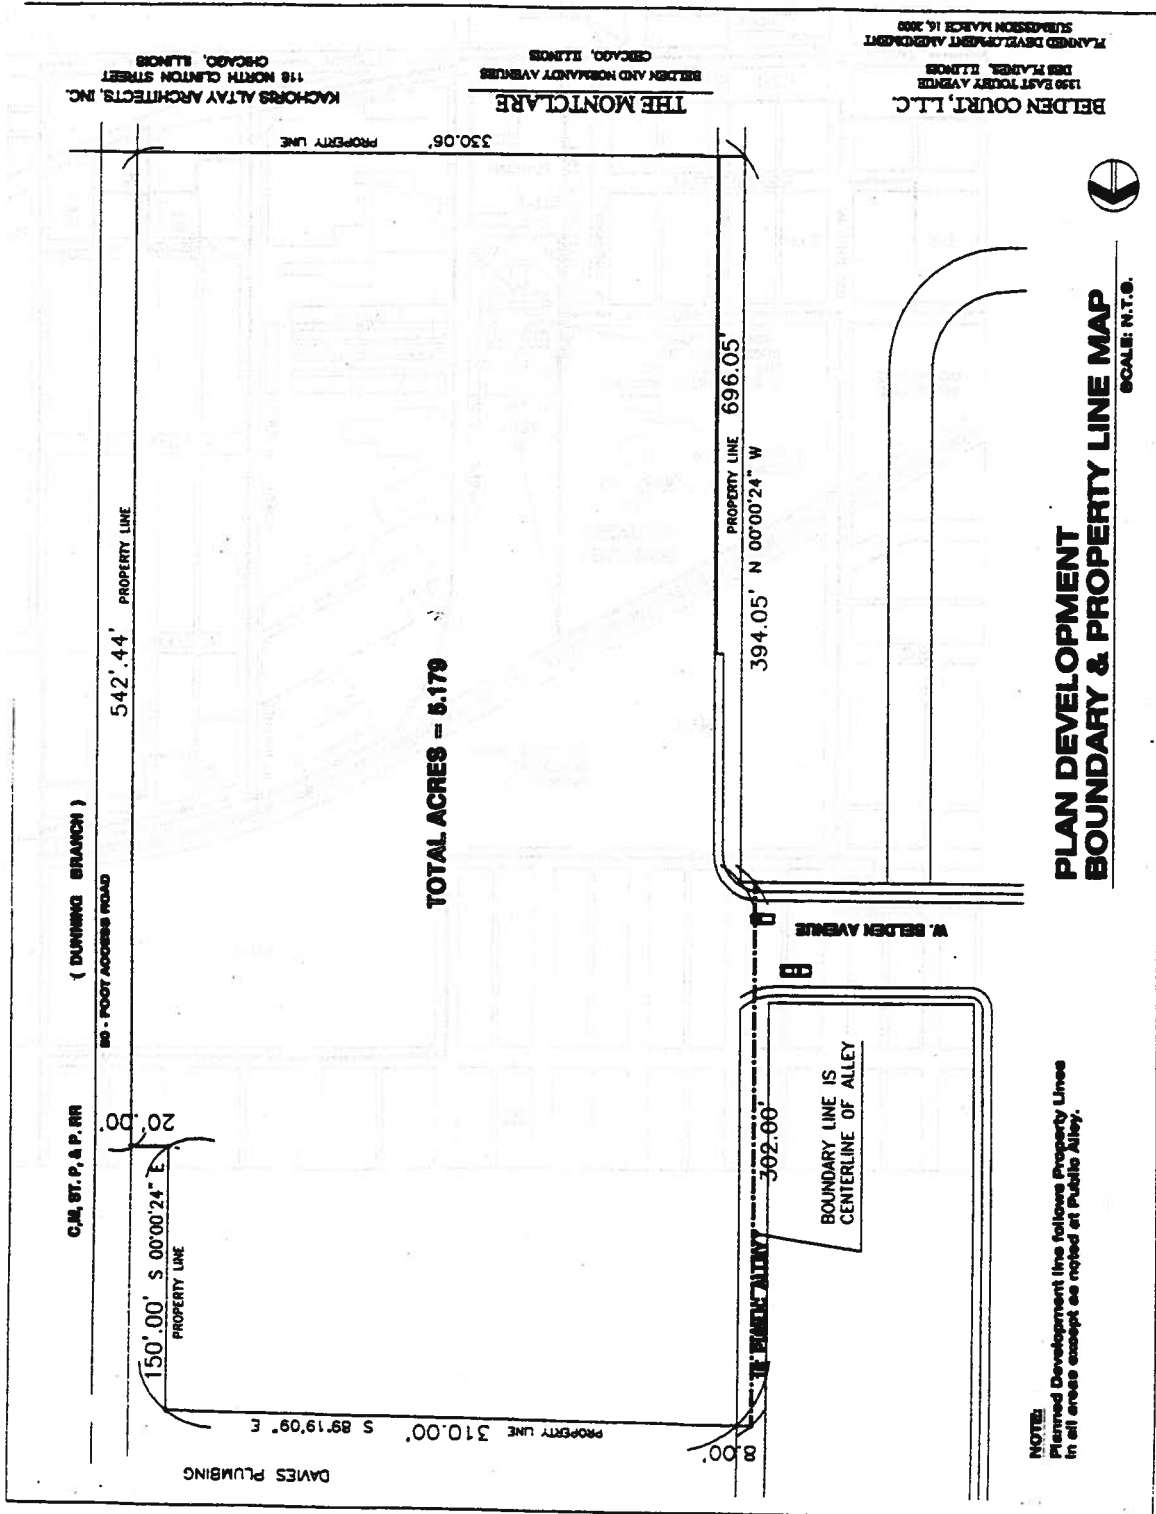 KACHORIS ALTAY ARCHITECTS, INC.
118 NORTH CLINTON STREET
CHICAGO, ILLINOIS
THE MONTCLARE
BELDEN AND NORMANDY AVENUES
CHICAGO, ILLINOIS
BELDEN COURT, L.L.C.
1350 EAST TOUHY AVENUE
DES PLAINES, ILLINOIS
PLANNED DEVELOPMENT AMENDMENT
SUBMISSION MARCH 16, 2000
C,M, ST. P, & P. RR ( DUNNING BRANCH )
20 - FOOT ACCESS ROAD
542'.44' PROPERTY LINE
PROPERTY LINE 330.06'
20'.00'
150'.00' S 00'00'24" E
PROPERTY LINE
TOTAL ACRES = 5.179
PROPERTY LINE 696.05'
394.05' N 00'00'24" W
DAVIES PLUMBING
S 89'19'09" E
PROPERTY LINE 310.00'
8.00'
PUBLIC ALLEY
302.00'
BOUNDARY LINE IS
CENTERLINE OF ALLEY
W. BELDEN AVENUE
PLAN DEVELOPMENT
BOUNDARY & PROPERTY LINE MAP
SCALE: N.T.S.
NOTE:
Planned Development line follows Property Lines
in all areas except as noted at Public Alley.